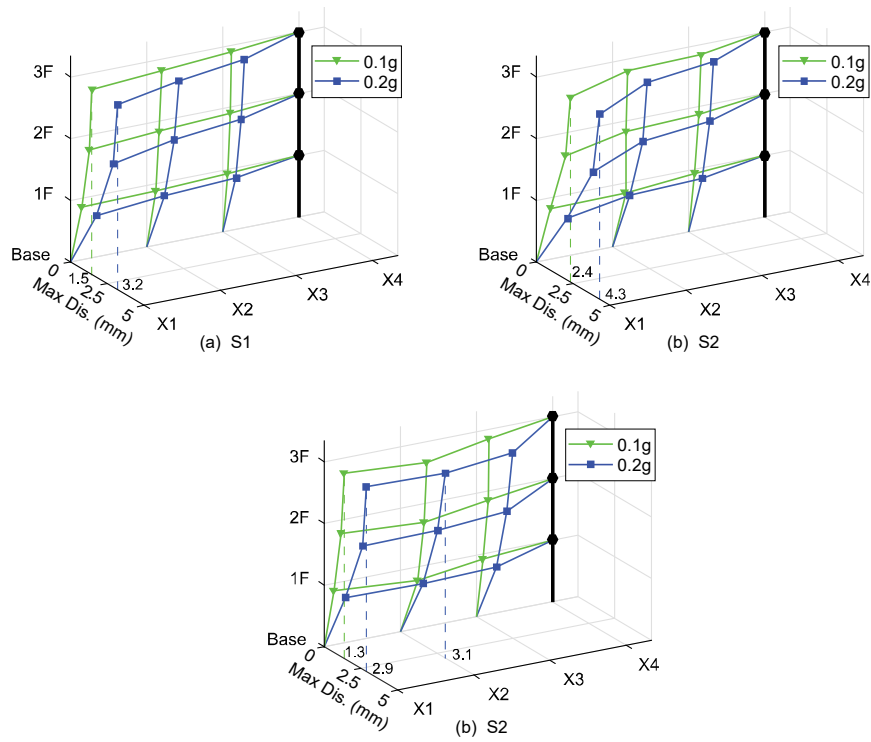 3F
2F
1F
Base
0
1.5
2.5
3.2
5
Max Dis. (mm)
X1
X2
X3
X4
0.1g
0.2g
(a) S1
3F
2F
1F
Base
0
2.4
2.5
4.3
5
Max Dis. (mm)
X1
X2
X3
X4
0.1g
0.2g
(b) S2
3F
2F
1F
Base
0
1.3
2.5
2.9
3.1
5
Max Dis. (mm)
X1
X2
X3
X4
0.1g
0.2g
(b) S2